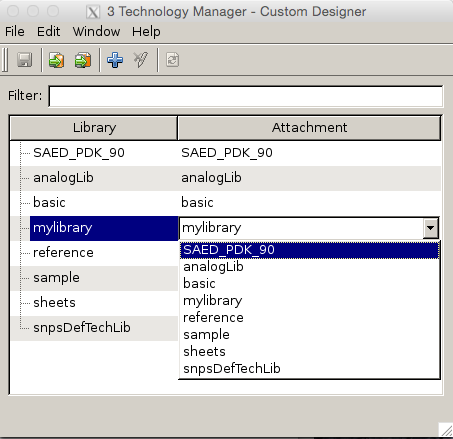 3 Technology Manager - Custom Designer
File Edit Help
Filter:
Library Attachment
SAED_PDK_90 SAED_PDK_90
analogLib analogLib
basic basic
mylibrary mylibrary
reference
sample
sheets
snpsDefTechLib
SAED_PDK_90
analogLib
basic
mylibrary
reference
sample
sheets
snpsDefTechLib